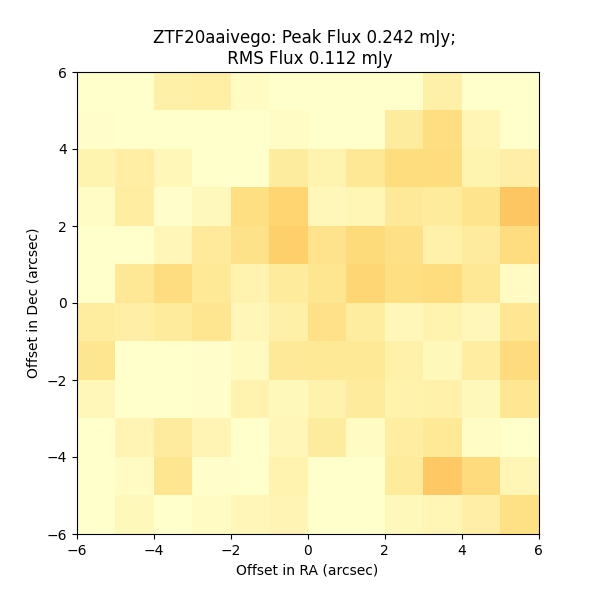 ZTF20aaivego: Peak Flux 0.242 mJy;
RMS Flux 0.112 mJy
6
4
2
0
−2
−4
−6
Offset in Dec (arcsec)
−6 −4 −2 0 2 4 6
Offset in RA (arcsec)